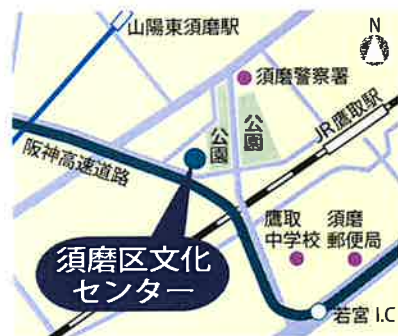 山陽東須磨駅
N
須磨警察署
公園
公園
JR鷹取駅
阪神高速道路
須磨区文化
センター
鷹取
中学校
須磨
郵便局
若宮 I.C